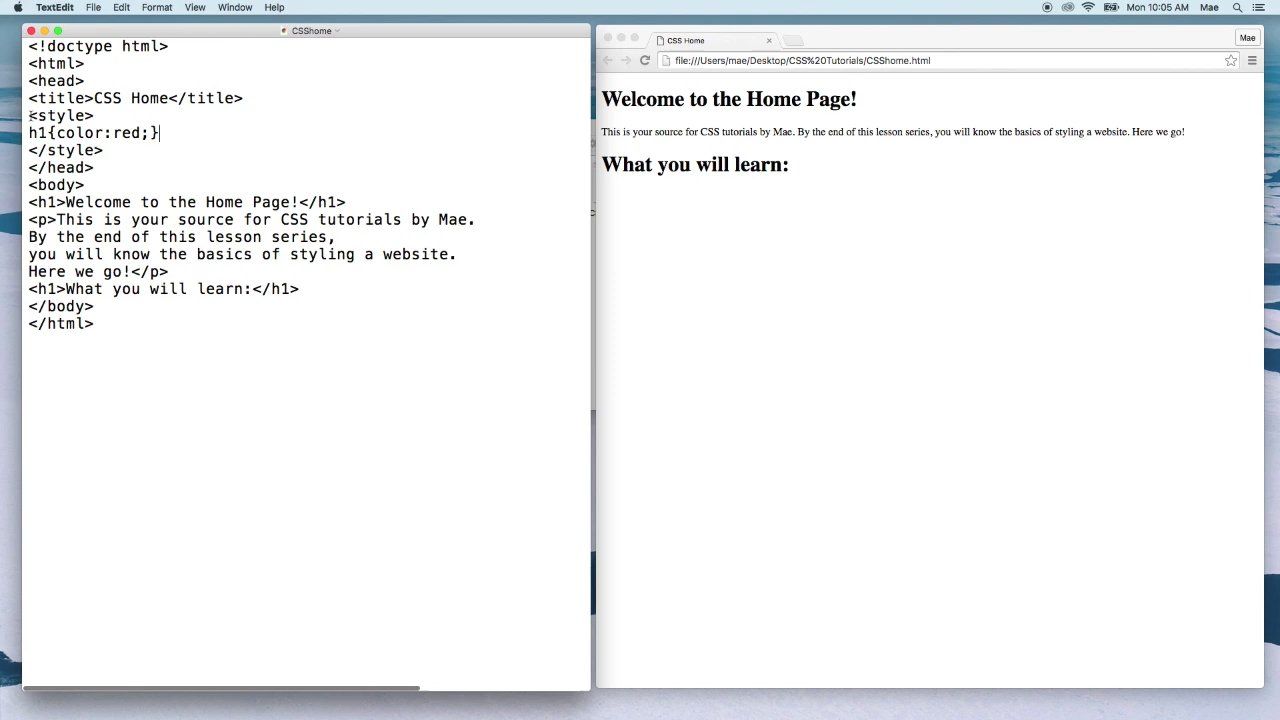 TextEdit File Edit Format View Window Help
Mon 10:05 AM Mae
CSShome
<!doctype html>
<html>
<head>
<title>CSS Home</title>
<style>
h1{color:red;}
</style>
</head>
<body>
<h1>Welcome to the Home Page!</h1>
<p>This is your source for CSS tutorials by Mae.
By the end of this lesson series,
you will know the basics of styling a website.
Here we go!</p>
<h1>What you will learn:</h1>
</body>
</html>
CSS Home
Mae
file:///Users/mae/Desktop/CSS%20Tutorials/CSShome.html
Welcome to the Home Page!
This is your source for CSS tutorials by Mae. By the end of this lesson series, you will know the basics of styling a website. Here we go!
What you will learn: